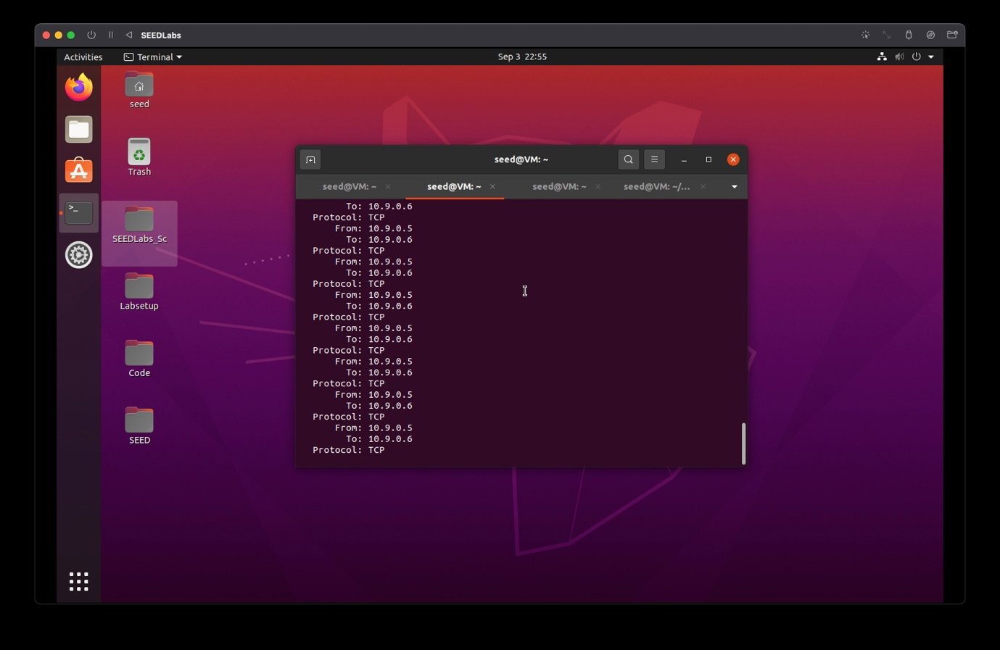 SEEDLabs
Activities
Terminal
Sep 3 22:55
seed
Trash
SEEDLabs_Sc
Labsetup
Code
SEED
seed@VM: ~
seed@VM: ~
seed@VM: ~
seed@VM: ~
seed@VM: ~/...
To: 10.9.0.6
Protocol: TCP
From: 10.9.0.5
To: 10.9.0.6
Protocol: TCP
From: 10.9.0.5
To: 10.9.0.6
Protocol: TCP
From: 10.9.0.5
To: 10.9.0.6
Protocol: TCP
From: 10.9.0.5
To: 10.9.0.6
Protocol: TCP
From: 10.9.0.5
To: 10.9.0.6
Protocol: TCP
From: 10.9.0.5
To: 10.9.0.6
Protocol: TCP
From: 10.9.0.5
To: 10.9.0.6
Protocol: TCP